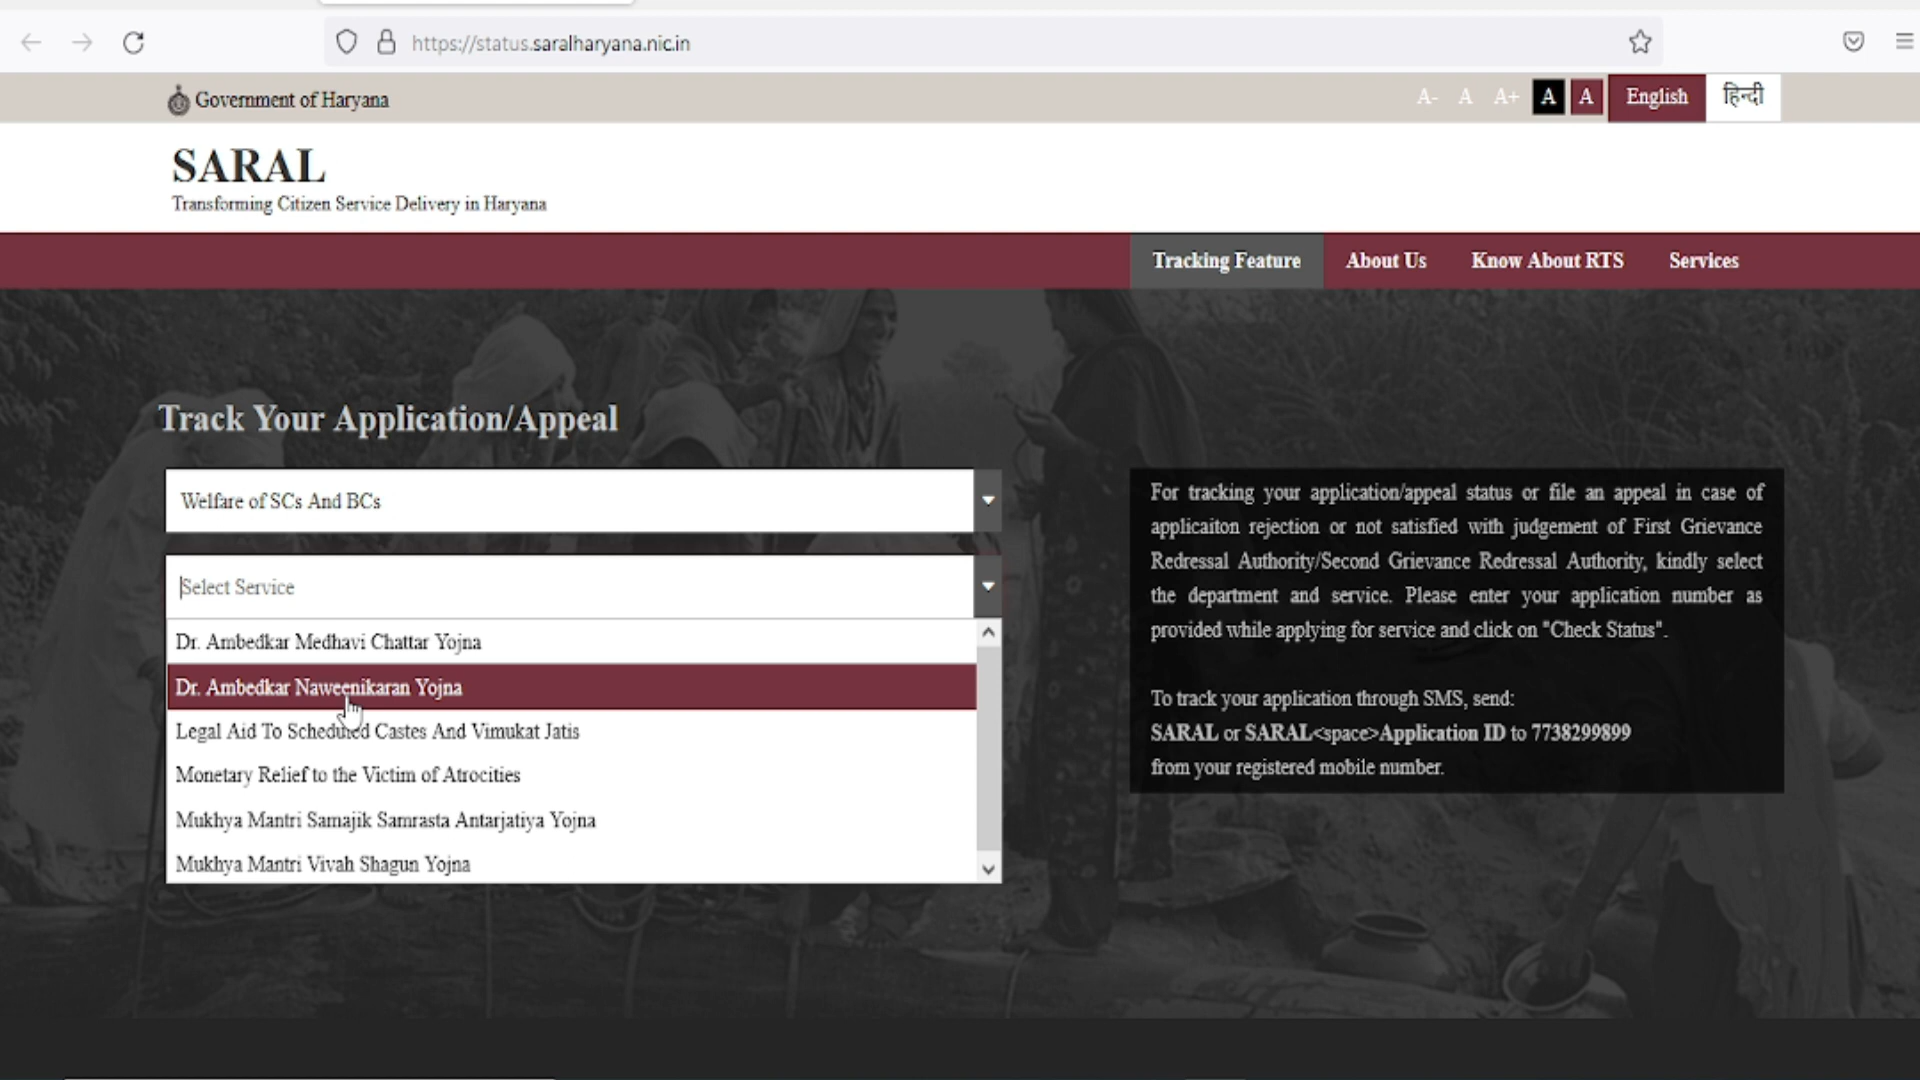 https://status.saralharyana.nic.in
Government of Haryana
A- A A+ A A English हिन्दी
SARAL
Transforming Citizen Service Delivery in Haryana
Tracking Feature About Us Know About RTS Services
Track Your Application/Appeal
Welfare of SCs And BCs
Select Service
Dr. Ambedkar Medhavi Chattar Yojna
Dr. Ambedkar Naweenikaran Yojna
Legal Aid To Scheduled Castes And Vimukat Jatis
Monetary Relief to the Victim of Atrocities
Mukhya Mantri Samajik Samrasta Antarjatiya Yojna
Mukhya Mantri Vivah Shagun Yojna
For tracking your application/appeal status or file an appeal in case of
applicaiton rejection or not satisfied with judgement of First Grievance
Redressal Authority/Second Grievance Redressal Authority, kindly select
the department and service. Please enter your application number as
provided while applying for service and click on "Check Status".
To track your application through SMS, send:
SARAL or SARAL<space>Application ID to 7738299899
from your registered mobile number.